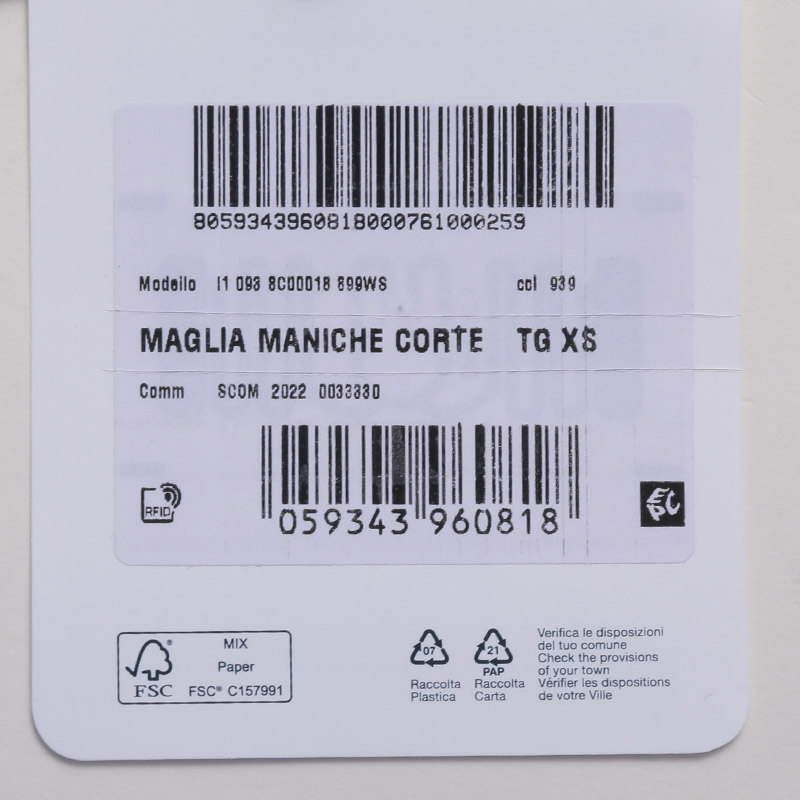 8059343960818000761000259
Modello I1 093 8C00018 899WS col 939
MAGLIA MANICHE CORTE TG XS
Comm SCOM 2022 0033330
059343 960818
RFID
EPC
MIX
Paper
FSC® C157991
FSC
07
Raccolta
Plastica
21
PAP
Raccolta
Carta
Verifica le disposizioni
del tuo comune
Check the provisions
of your town
Vérifier les dispositions
de votre Ville